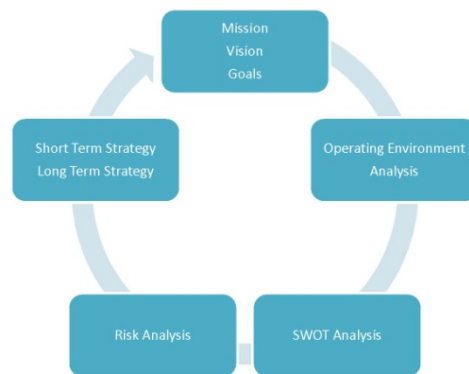 Mission
Vision
Goals
Operating Environment
Analysis
SWOT Analysis
Risk Analysis
Short Term Strategy
Long Term Strategy